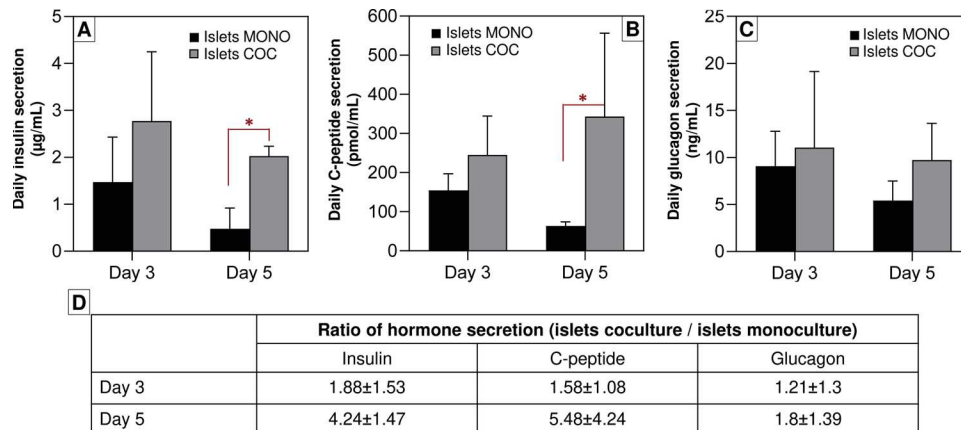 A
Islets MONO
Islets COC
Daily insulin secretion
(µg/mL)
5
4
3
2
1
0
*
Day 3
Day 5
B
Islets MONO
Islets COC
Daily C-peptide secretion
(pmol/mL)
600
500
400
300
200
100
0
*
Day 3
Day 5
C
Islets MONO
Islets COC
Daily glucagon secretion
(ng/mL)
25
20
15
10
5
0
Day 3
Day 5
D
Ratio of hormone secretion (islets coculture / islets monoculture)
Insulin C-peptide Glucagon
Day 3 1.88±1.53 1.58±1.08 1.21±1.3
Day 5 4.24±1.47 5.48±4.24 1.8±1.39